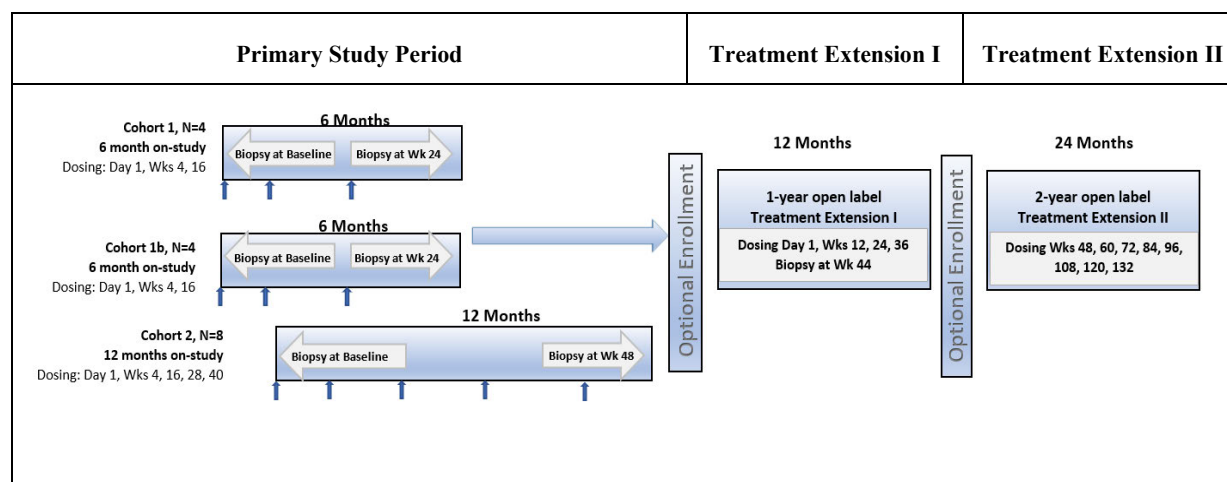 Primary Study Period
Treatment Extension I
Treatment Extension II
6 Months
Cohort 1, N=4
6 month on-study
Dosing: Day 1, Wks 4, 16
Biopsy at Baseline
Biopsy at Wk 24
6 Months
Cohort 1b, N=4
6 month on-study
Dosing: Day 1, Wks 4, 16
Biopsy at Baseline
Biopsy at Wk 24
12 Months
Cohort 2, N=8
12 months on-study
Dosing: Day 1, Wks 4, 16, 28, 40
Biopsy at Baseline
Biopsy at Wk 48
Optional Enrollment
12 Months
1-year open label
Treatment Extension I
Dosing Day 1, Wks 12, 24, 36
Biopsy at Wk 44
Optional Enrollment
24 Months
2-year open label
Treatment Extension II
Dosing Wks 48, 60, 72, 84, 96,
108, 120, 132